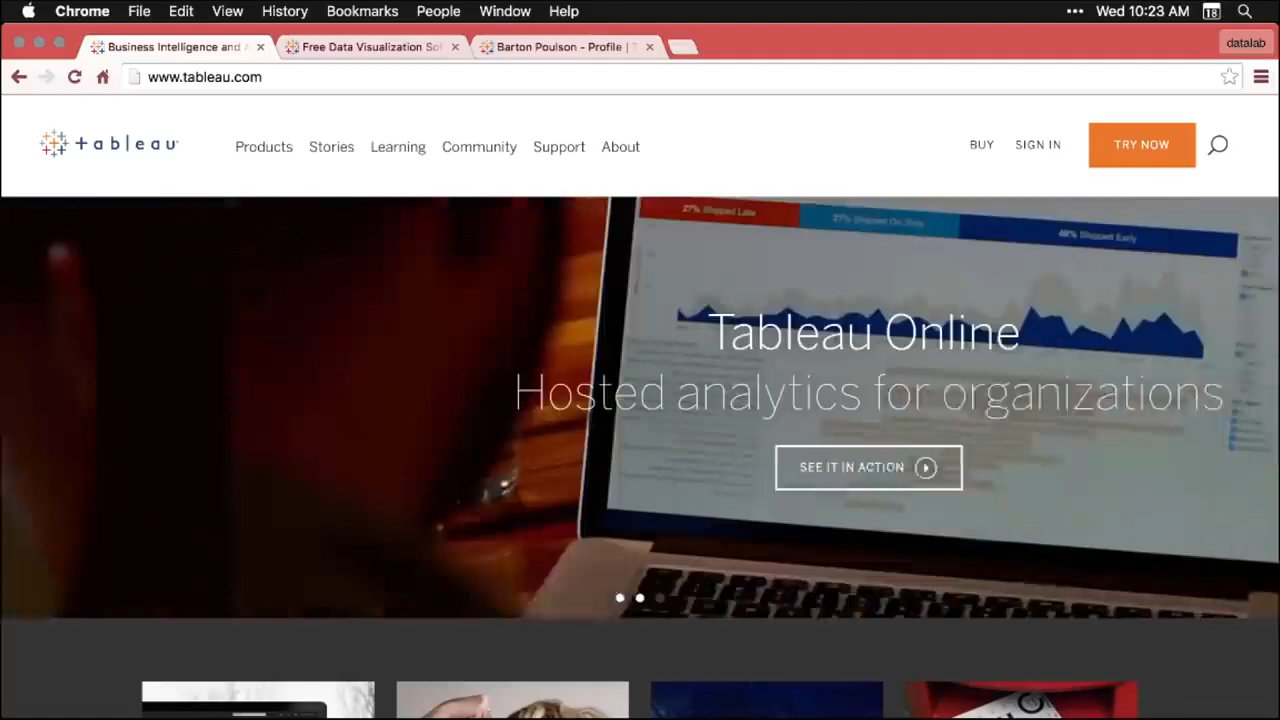 Chrome File Edit View History Bookmarks People Window Help ••• Wed 10:23 AM 18
Business Intelligence and A Free Data Visualization Sof Barton Poulson - Profile | T datalab
www.tableau.com
tableau Products Stories Learning Community Support About BUY SIGN IN TRY NOW
27% Shipped Late 27% Shipped On Time 46% Shipped Early
Tableau Online
Hosted analytics for organizations
SEE IT IN ACTION